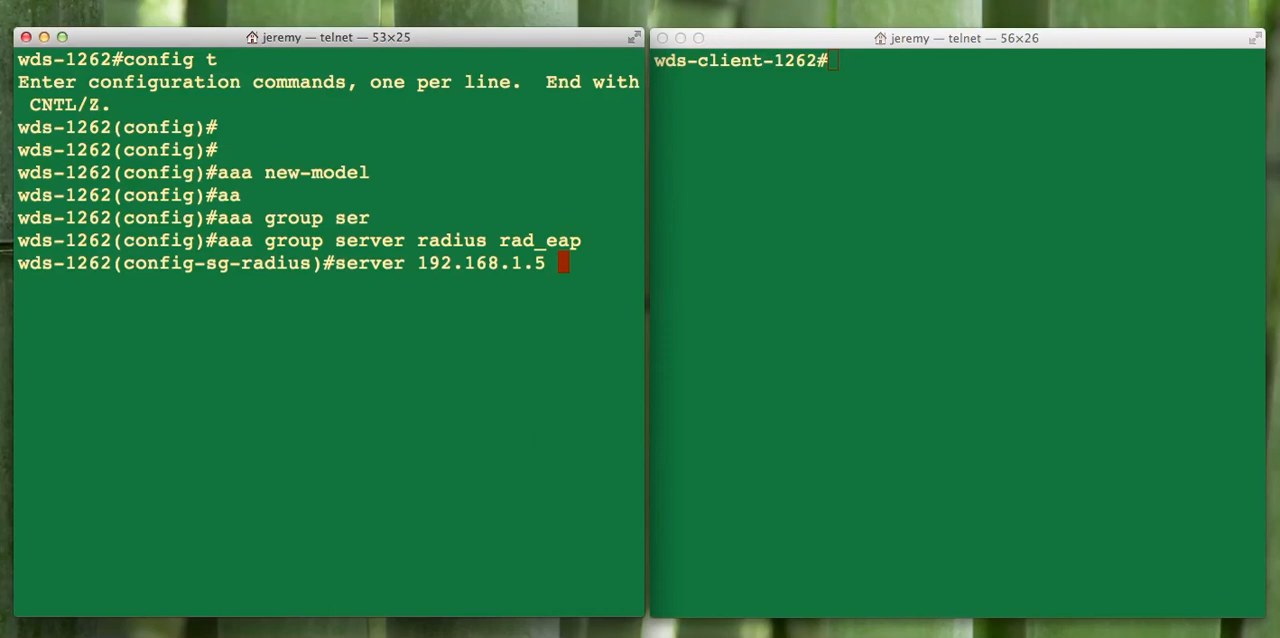 jeremy — telnet — 53×25
wds-1262#config t
Enter configuration commands, one per line.  End with
 CNTL/Z.
wds-1262(config)#
wds-1262(config)#
wds-1262(config)#aaa new-model
wds-1262(config)#aa
wds-1262(config)#aaa group ser
wds-1262(config)#aaa group server radius rad_eap
wds-1262(config-sg-radius)#server 192.168.1.5
jeremy — telnet — 56×26
wds-client-1262#